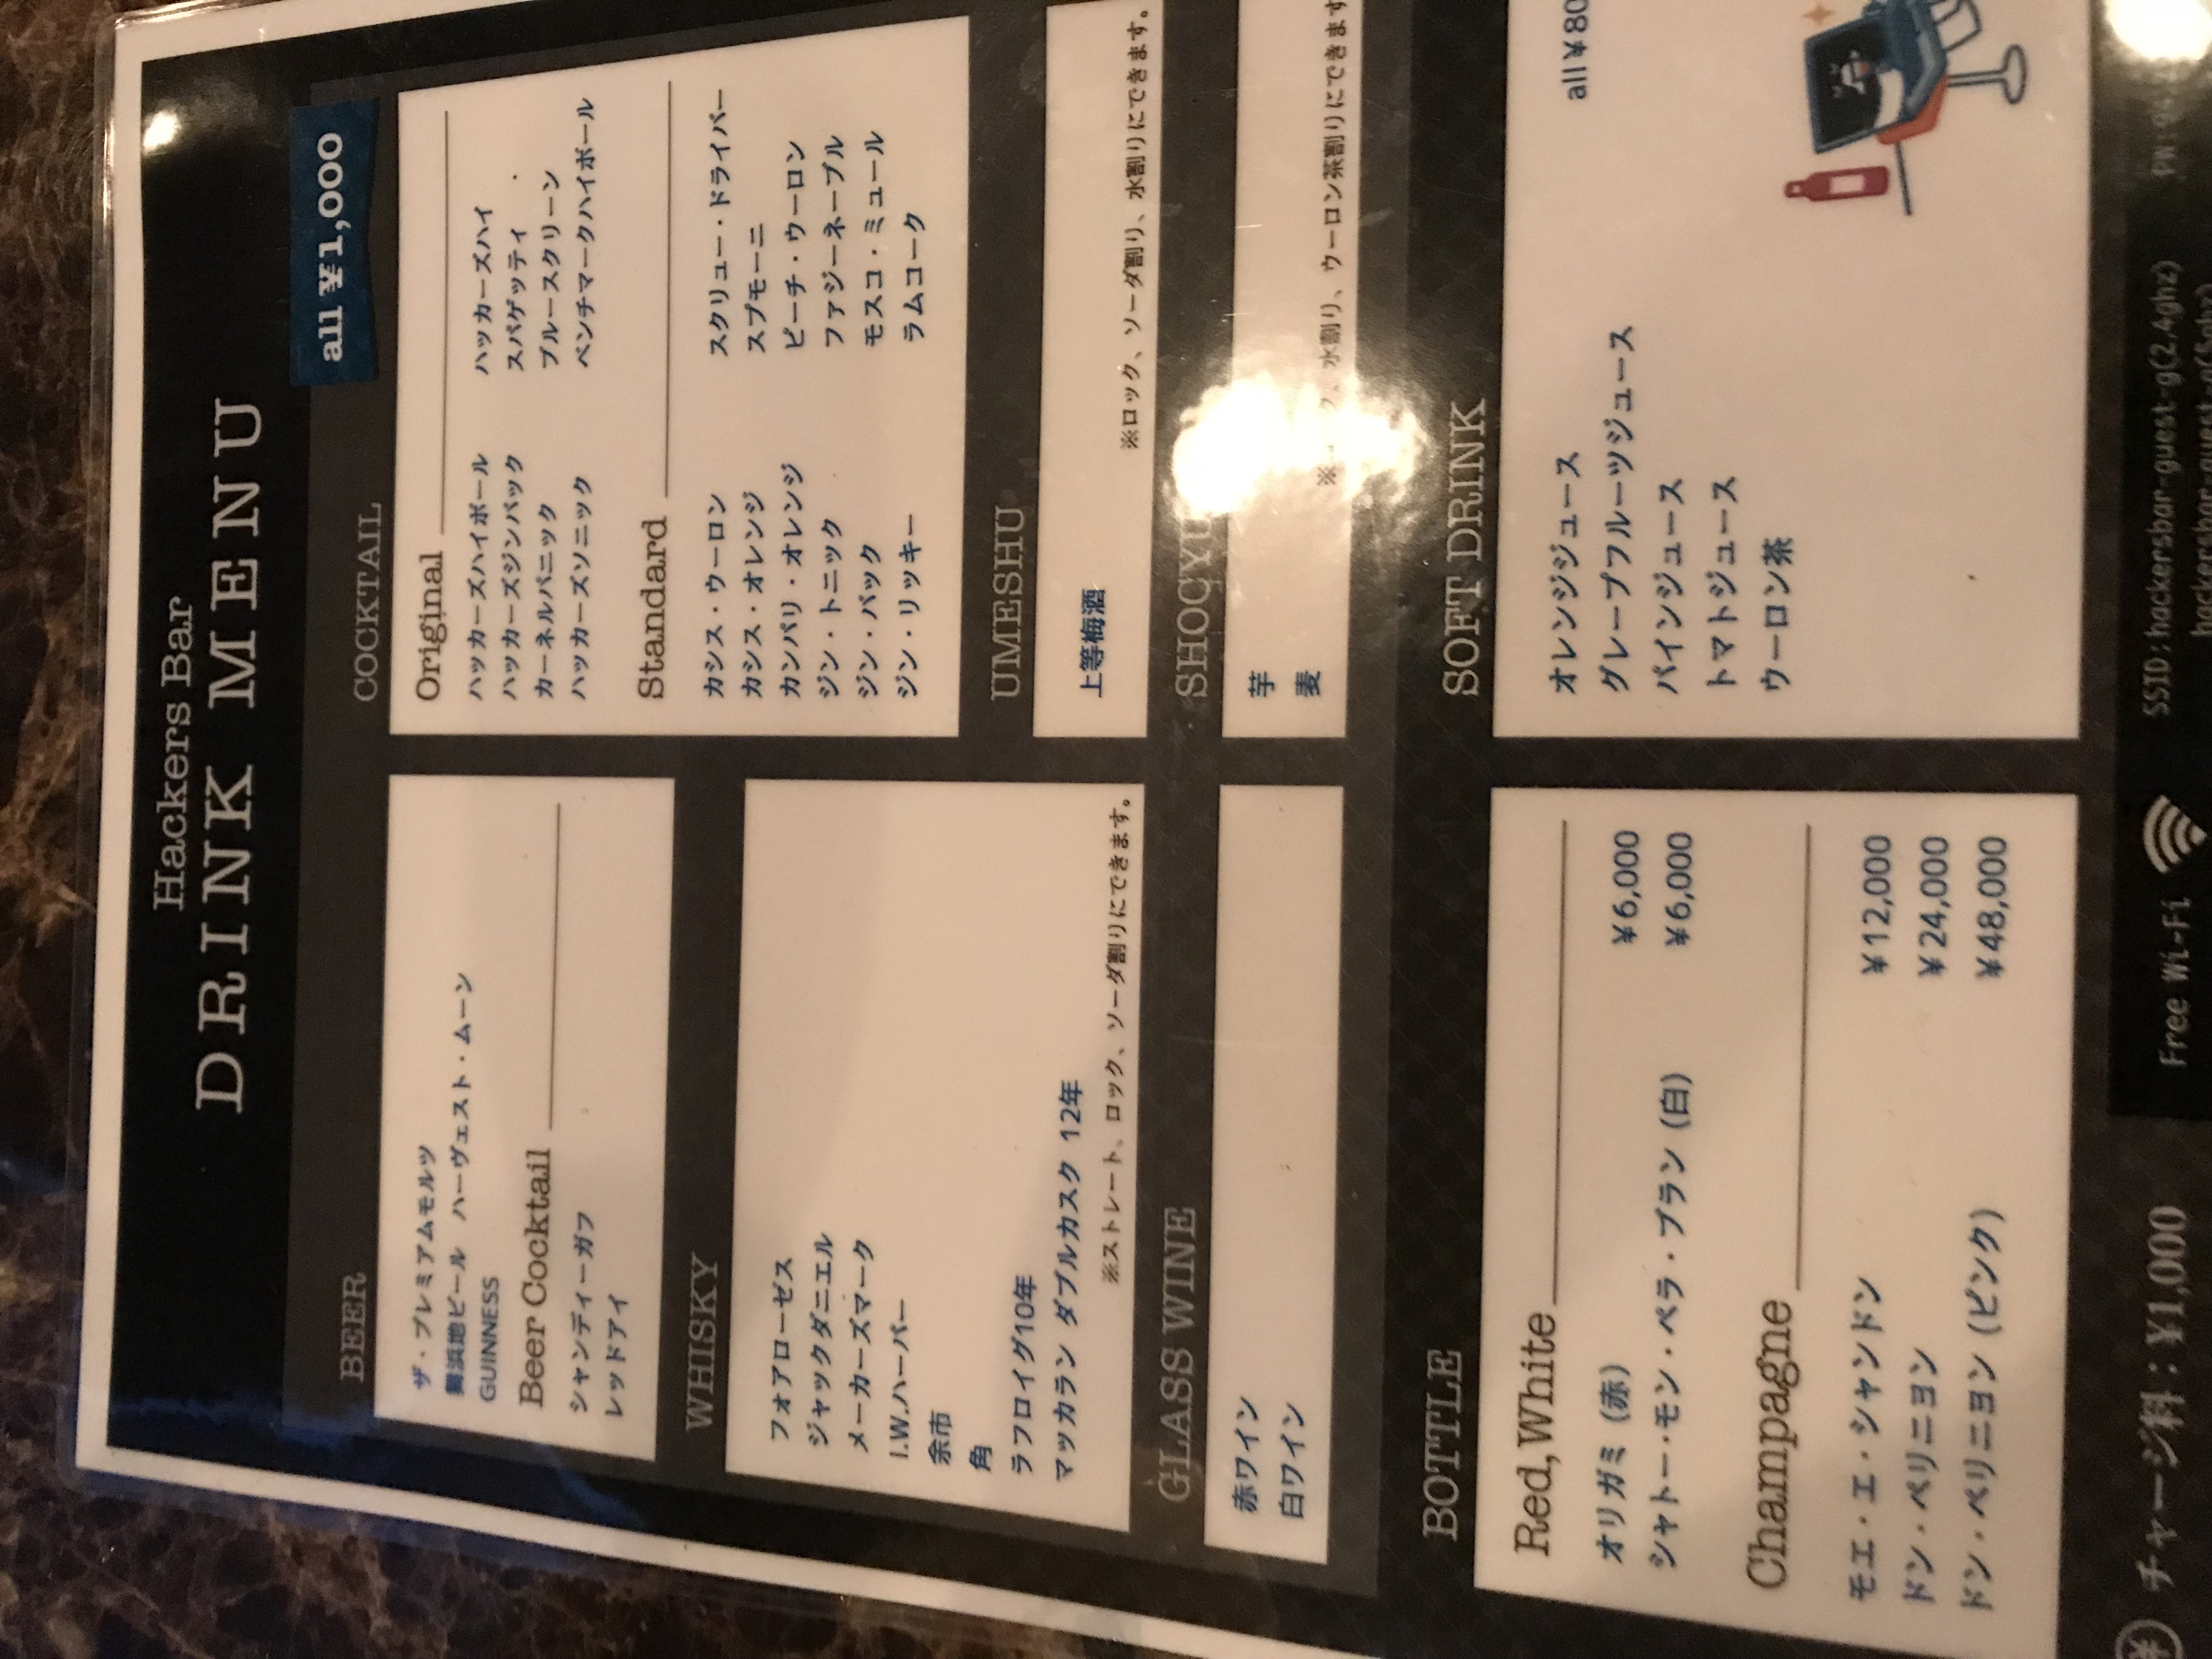 Hackers Bar
DRINK MENU
all ¥1,000
BEER
ザ・プレミアムモルツ
舞浜地ビール ハーヴェスト・ムーン
GUINNESS
Beer Cocktail
シャンディーガフ
レッドアイ
WHISKY
フォアローゼス
ジャックダニエル
メーカーズマーク
I.W.ハーパー
余市
角
ラフロイグ10年
マッカラン ダブルカスク 12年
※ストレート、ロック、ソーダ割りにできます。
GLASS WINE
赤ワイン
白ワイン
COCKTAIL
Original
ハッカーズハイボール ハッカーズハイ
ハッカーズジンバック スパゲッティ
カーネルパニック ブルースクリーン
ハッカーズソニック ベンチマークハイボール
Standard
カシス・ウーロン スクリュー・ドライバー
カシス・オレンジ スプモーニ
カンパリ・オレンジ ピーチ・ウーロン
ジン・トニック ファジーネーブル
ジン・バック モスコ・ミュール
ジン・リッキー ラムコーク
UMESHU
上等梅酒
※ロック、ソーダ割り、水割りにできます。
SHOCYU
芋
麦
水割り、ウーロン茶割りにできます
BOTTLE
Red,White
オリガミ（赤） ¥6,000
シャトー・モン・ペラ・ブラン（白） ¥6,000
Champagne
モエ・エ・シャンドン ¥12,000
ドン・ペリニヨン ¥24,000
ドン・ペリニヨン（ピンク） ¥48,000
SOFT DRINK
オレンジジュース all¥80
グレープフルーツジュース
パインジュース
トマトジュース
ウーロン茶
¥ チャージ料：¥1,000
Free Wi-Fi
SSID:hackersbar-guest-g(2.4ghz) PW:
hackersbar-guest-a(5ghz)